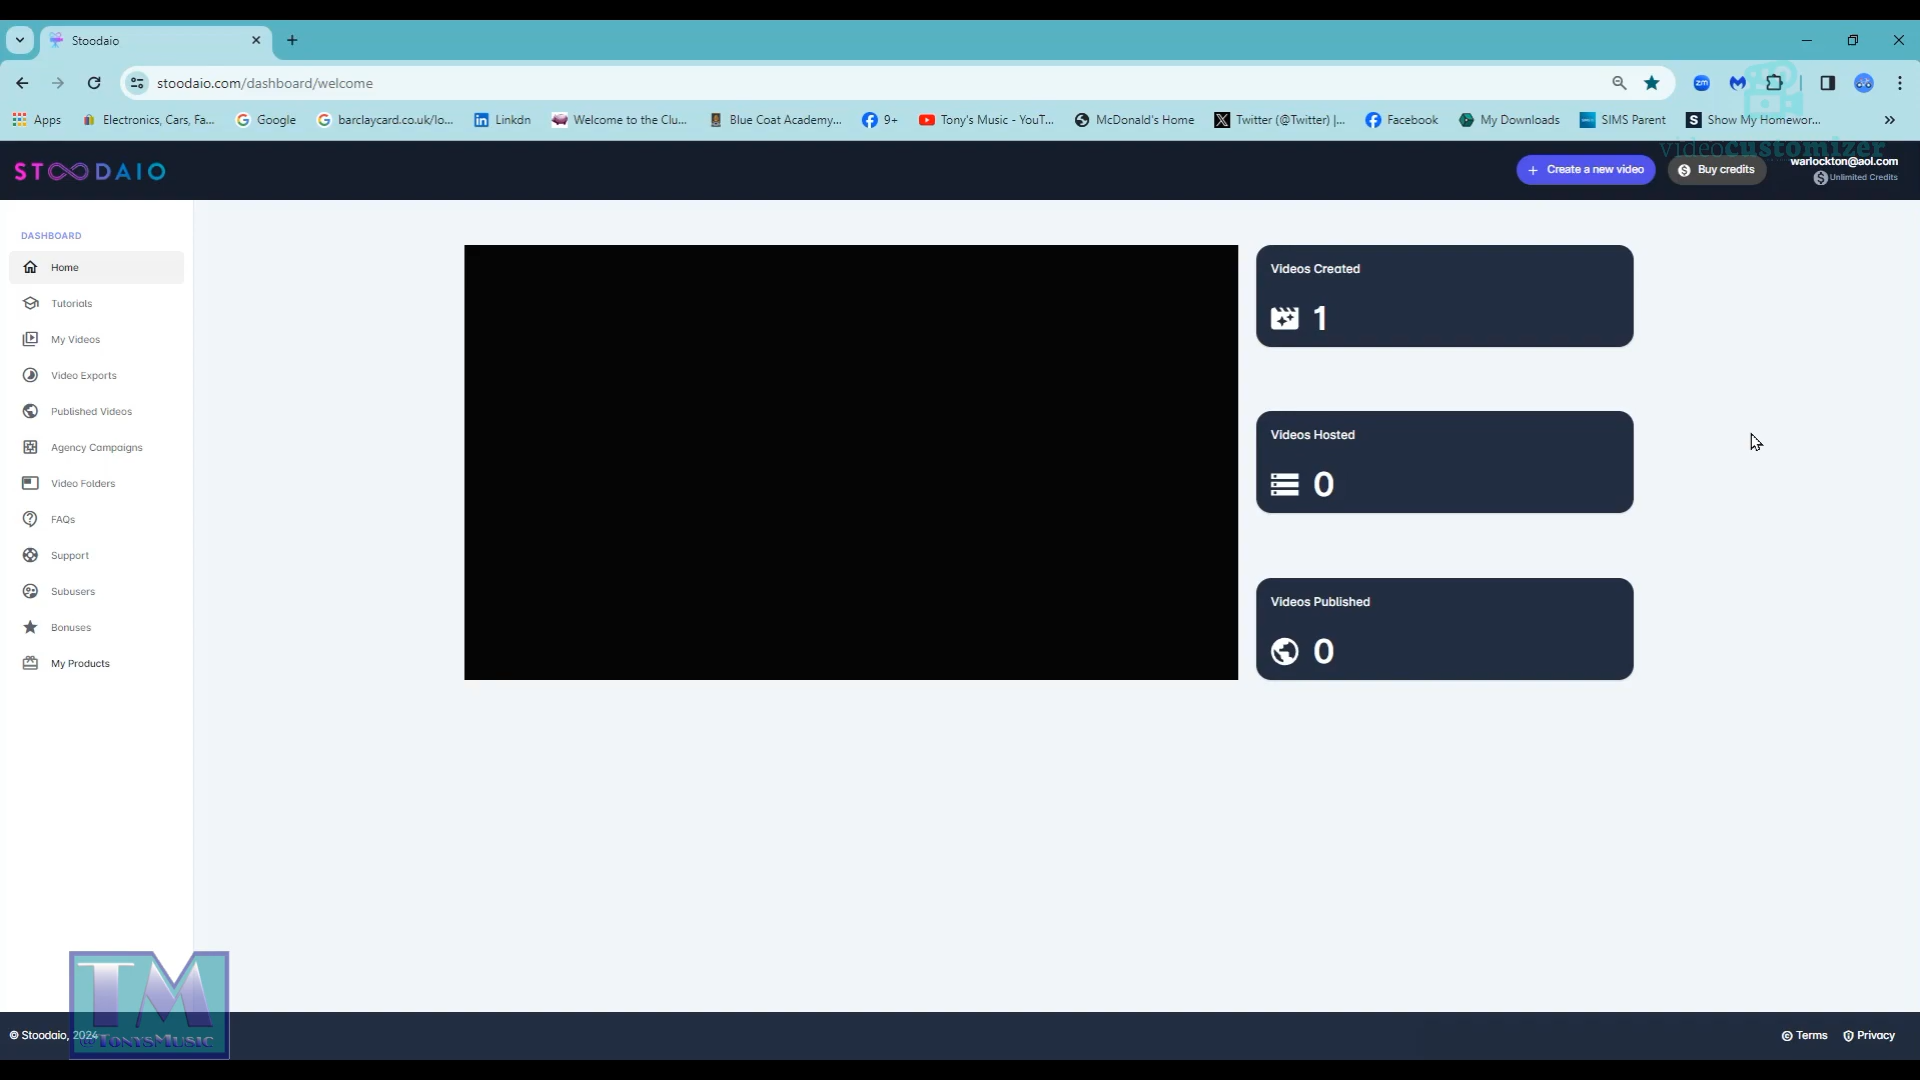 Stoodaio
stoodaio.com/dashboard/welcome
zm
Apps
Electronics, Cars, Fa...
Google
barclaycard.co.uk/lo...
Linkdn
Welcome to the Clu...
Blue Coat Academy...
9+
Tony's Music - YouT...
McDonald's Home
Twitter (@Twitter) |...
Facebook
My Downloads
SIMS Parent
Show My Homewor...
»
videocustomizer
STOODAIO
Create a new video
Buy credits
warlockton@aol.com
Unlimited Credits
DASHBOARD
Home
Tutorials
My Videos
Video Exports
Published Videos
Agency Campaigns
Video Folders
FAQs
Support
Subusers
Bonuses
My Products
Videos Created
1
Videos Hosted
0
Videos Published
0
TM
@TonysMusic
© Stoodaio, 2024
Terms
Privacy